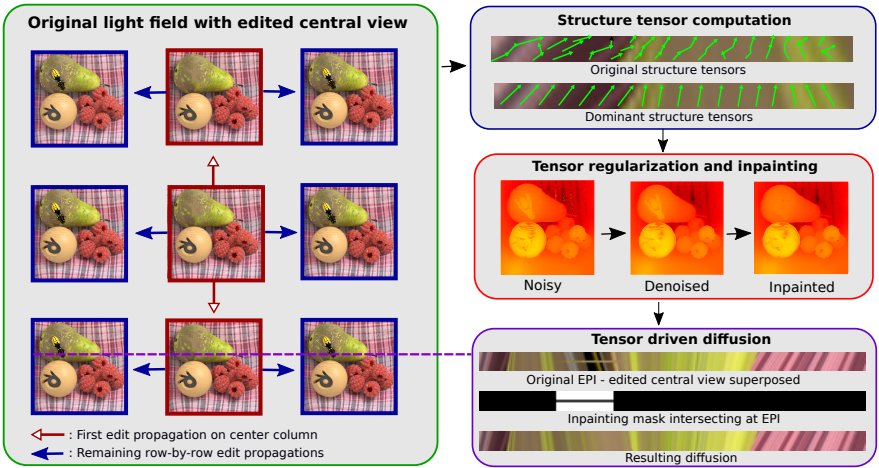 Original light field with edited central view
: First edit propagation on center column
: Remaining row-by-row edit propagations
Structure tensor computation
Original structure tensors
Dominant structure tensors
Tensor regularization and inpainting
Noisy
Denoised
Inpainted
Tensor driven diffusion
Original EPI - edited central view superposed
Inpainting mask intersecting at EPI
Resulting diffusion